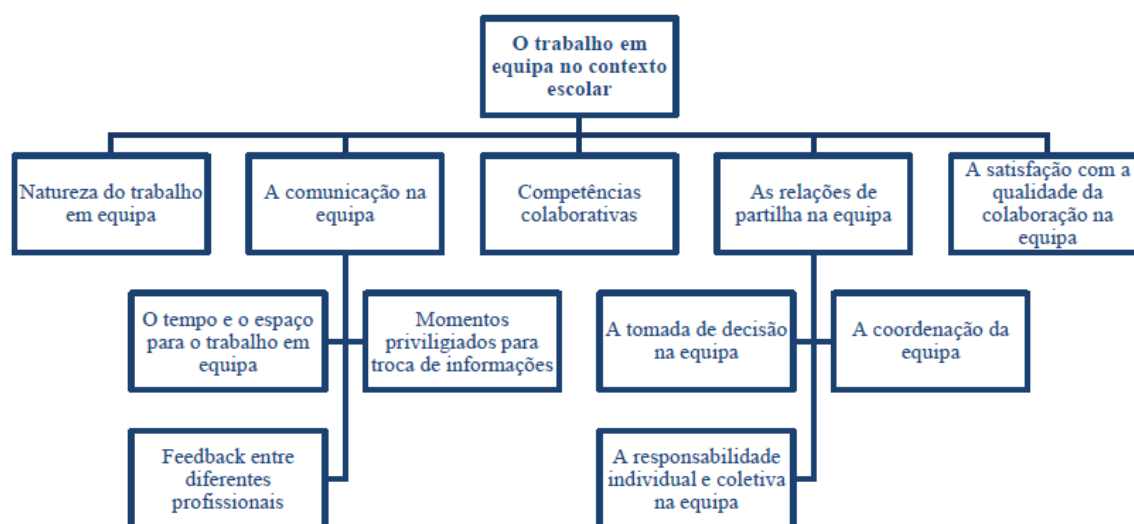 O trabalho em
equipa no contexto
escolar
Natureza do trabalho
em equipa
A comunicação na
equipa
Competências
colaborativas
As relações de
partilha na equipa
A satisfação com a
qualidade da
colaboração na
equipa
O tempo e o espaço
para o trabalho em
equipa
Momentos
priviligiados para
troca de informações
A tomada de decisão
na equipa
A coordenação da
equipa
Feedback entre
diferentes
profissionais
A responsabilidade
individual e coletiva
na equipa